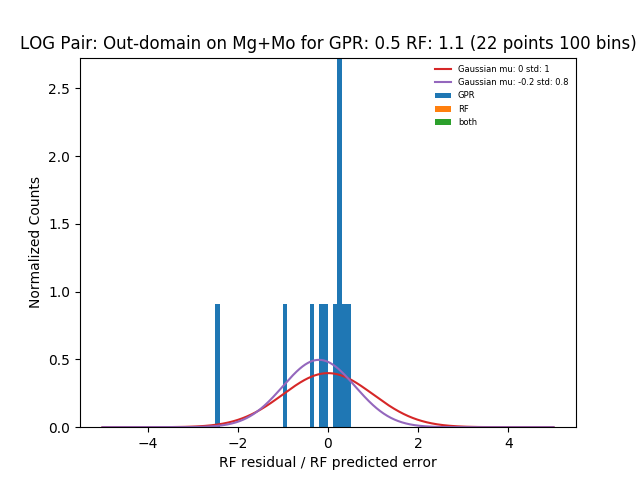 LOG Pair: Out-domain on Mg+Mo for GPR: 0.5 RF: 1.1 (22 points 100 bins)
Gaussian mu: 0 std: 1
Gaussian mu: -0.2 std: 0.8
GPR
RF
both
Normalized Counts
2.5
2.0
1.5
1.0
0.5
0.0
−4 −2 0 2 4
RF residual / RF predicted error